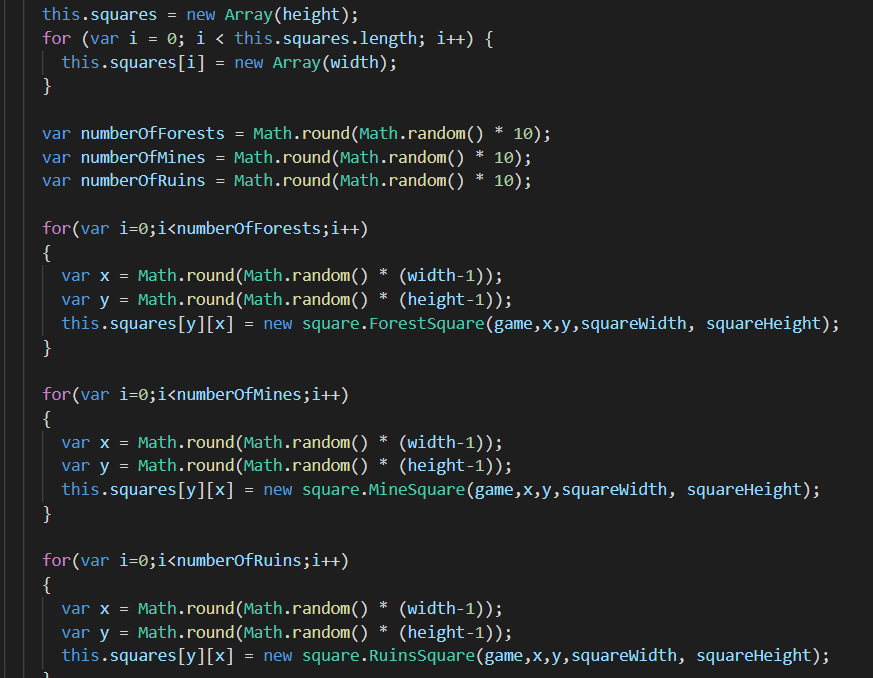 this.squares = new Array(height);
for (var i = 0; i < this.squares.length; i++) {
  this.squares[i] = new Array(width);
}

var numberOfForests = Math.round(Math.random() * 10);
var numberOfMines = Math.round(Math.random() * 10);
var numberOfRuins = Math.round(Math.random() * 10);

for(var i=0;i<numberOfForests;i++)
{
  var x = Math.round(Math.random() * (width-1));
  var y = Math.round(Math.random() * (height-1));
  this.squares[y][x] = new square.ForestSquare(game,x,y,squareWidth, squareHeight);
}

for(var i=0;i<numberOfMines;i++)
{
  var x = Math.round(Math.random() * (width-1));
  var y = Math.round(Math.random() * (height-1));
  this.squares[y][x] = new square.MineSquare(game,x,y,squareWidth, squareHeight);
}

for(var i=0;i<numberOfRuins;i++)
{
  var x = Math.round(Math.random() * (width-1));
  var y = Math.round(Math.random() * (height-1));
  this.squares[y][x] = new square.RuinsSquare(game,x,y,squareWidth, squareHeight);
}